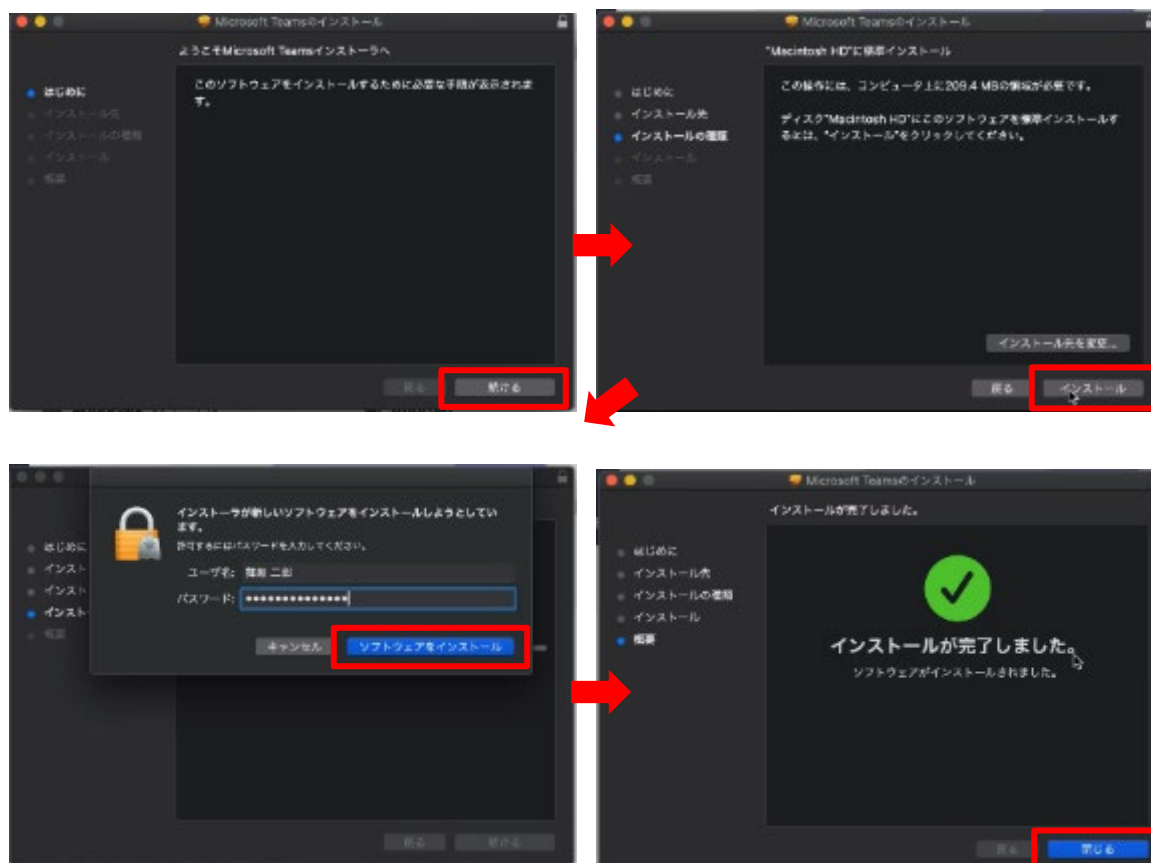 Microsoft Teamsのインストール
ようこそMicrosoft Teamsインストーラへ
はじめに
インストール先
インストールの種類
インストール
概要
このソフトウェアをインストールするために必要な手順が表示されま
す。
戻る
続ける
Microsoft Teamsのインストール
"Macintosh HD"に標準インストール
はじめに
インストール先
インストールの種類
インストール
概要
この操作には、コンピュータ上に209.4 MBの領域が必要です。
ディスク"Macintosh HD"にこのソフトウェアを標準インストールす
るには、"インストール"をクリックしてください。
インストール先を変更...
戻る
インストール
はじめに
インスト
インスト
インスト
概要
インストーラが新しいソフトウェアをインストールしようとしてい
ます。
許可するにはパスワードを入力してください。
ユーザ名: 二郎
パスワード: ••••••••••••••
キャンセル
ソフトウェアをインストール
戻る
続ける
Microsoft Teamsのインストール
インストールが完了しました。
はじめに
インストール先
インストールの種類
インストール
概要
インストールが完了しました。
ソフトウェアがインストールされました。
戻る
閉じる